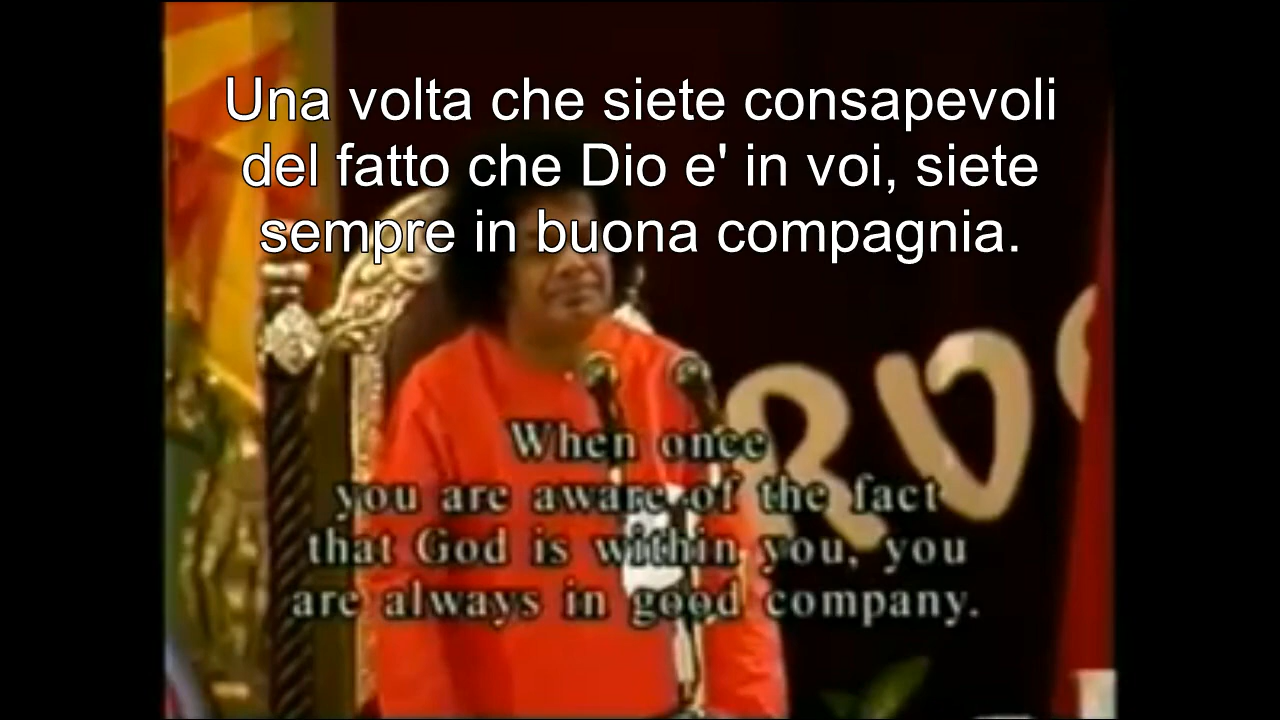 Una volta che siete consapevoli
del fatto che Dio e' in voi, siete
sempre in buona compagnia.
When once
you are aware of the fact
that God is within you, you
are always in good company.